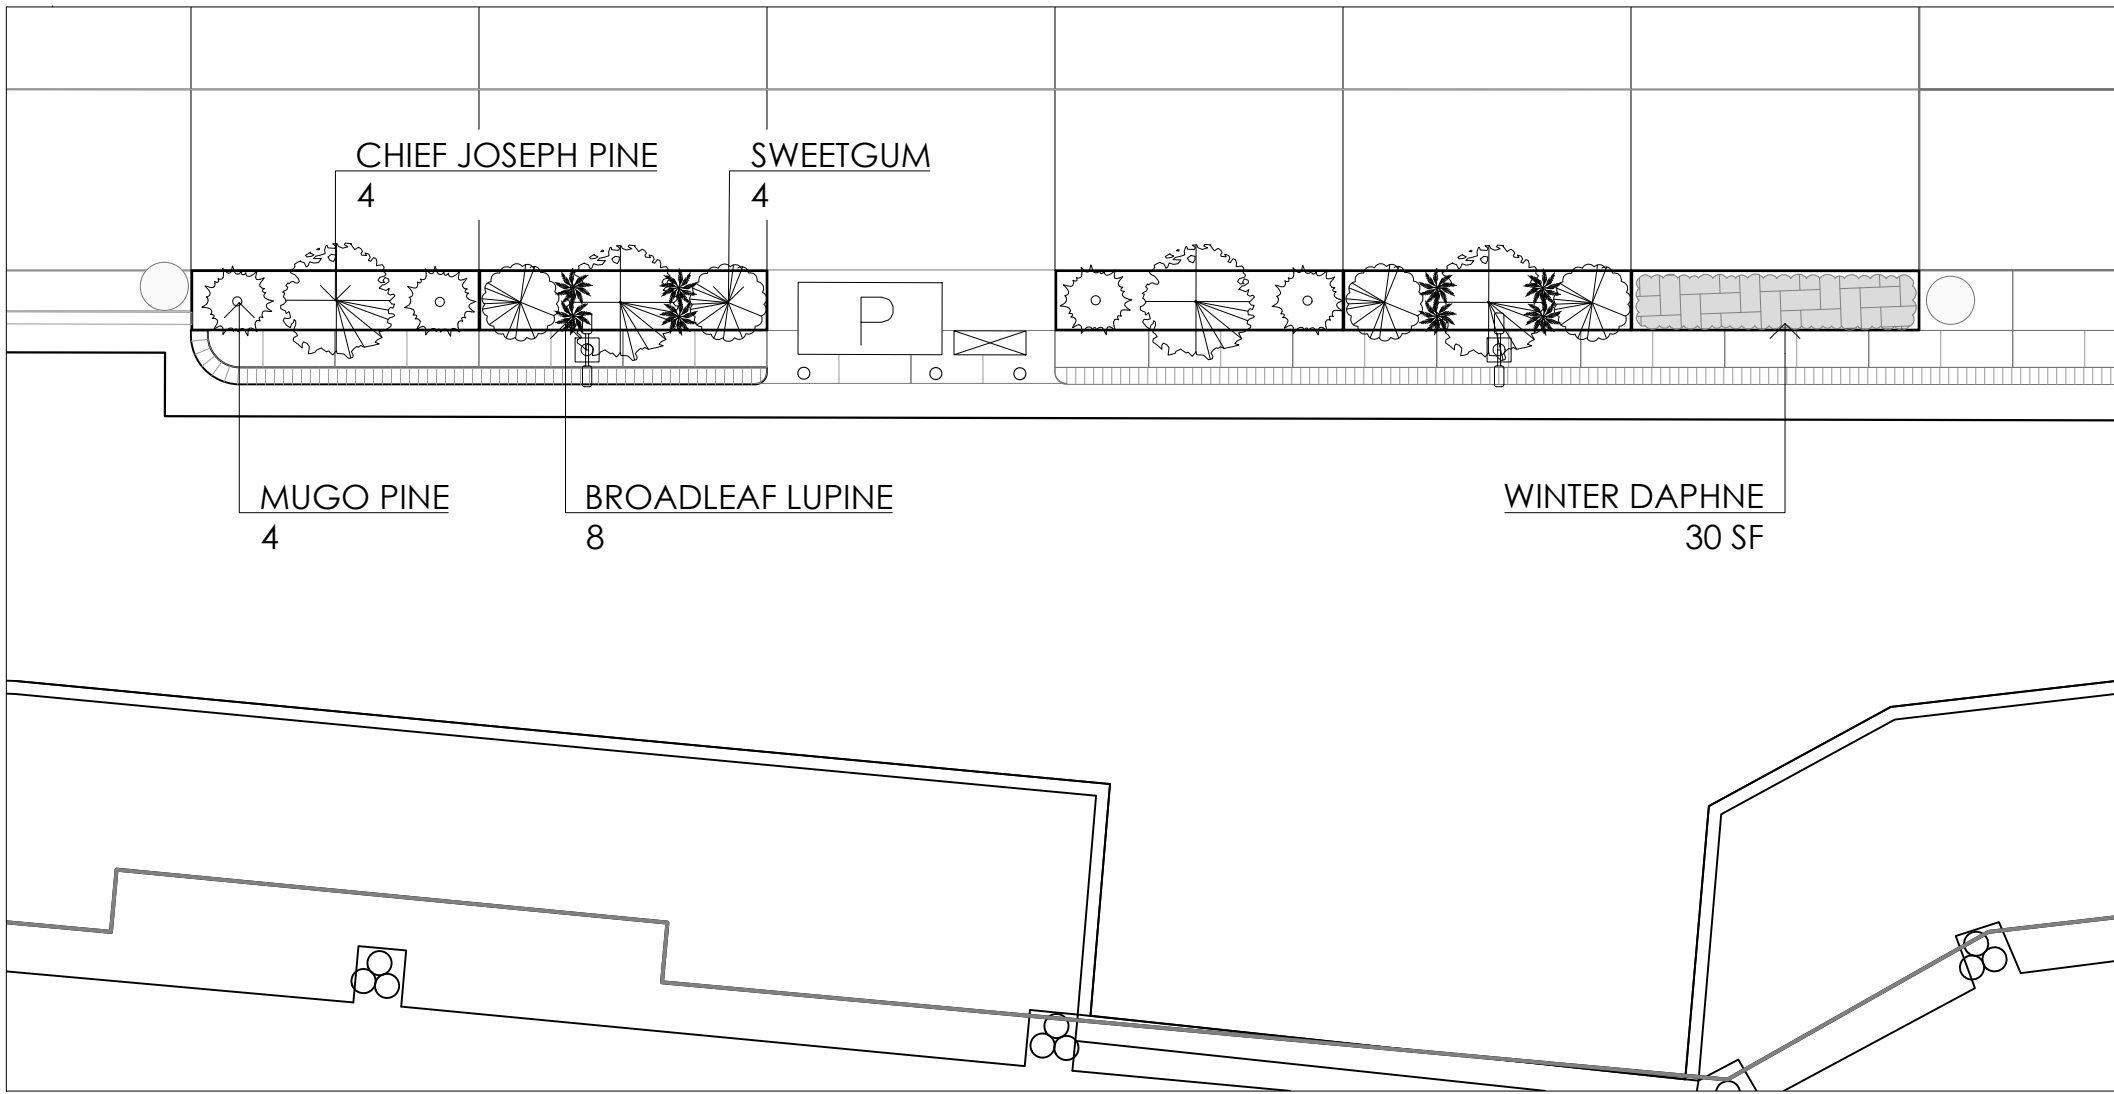 CHIEF JOSEPH PINE
4
SWEETGUM
4
P
MUGO PINE
4
BROADLEAF LUPINE
8
WINTER DAPHNE
30 SF